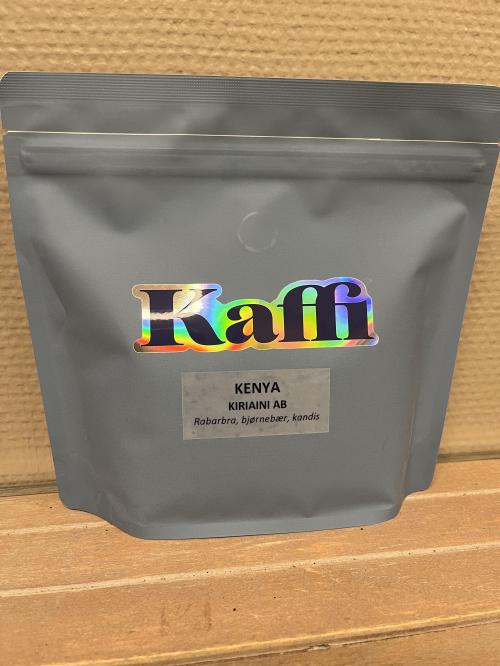 Kaffi
KENYA
KIRIAINI AB
Rabarbra, bjørnebær, kandis